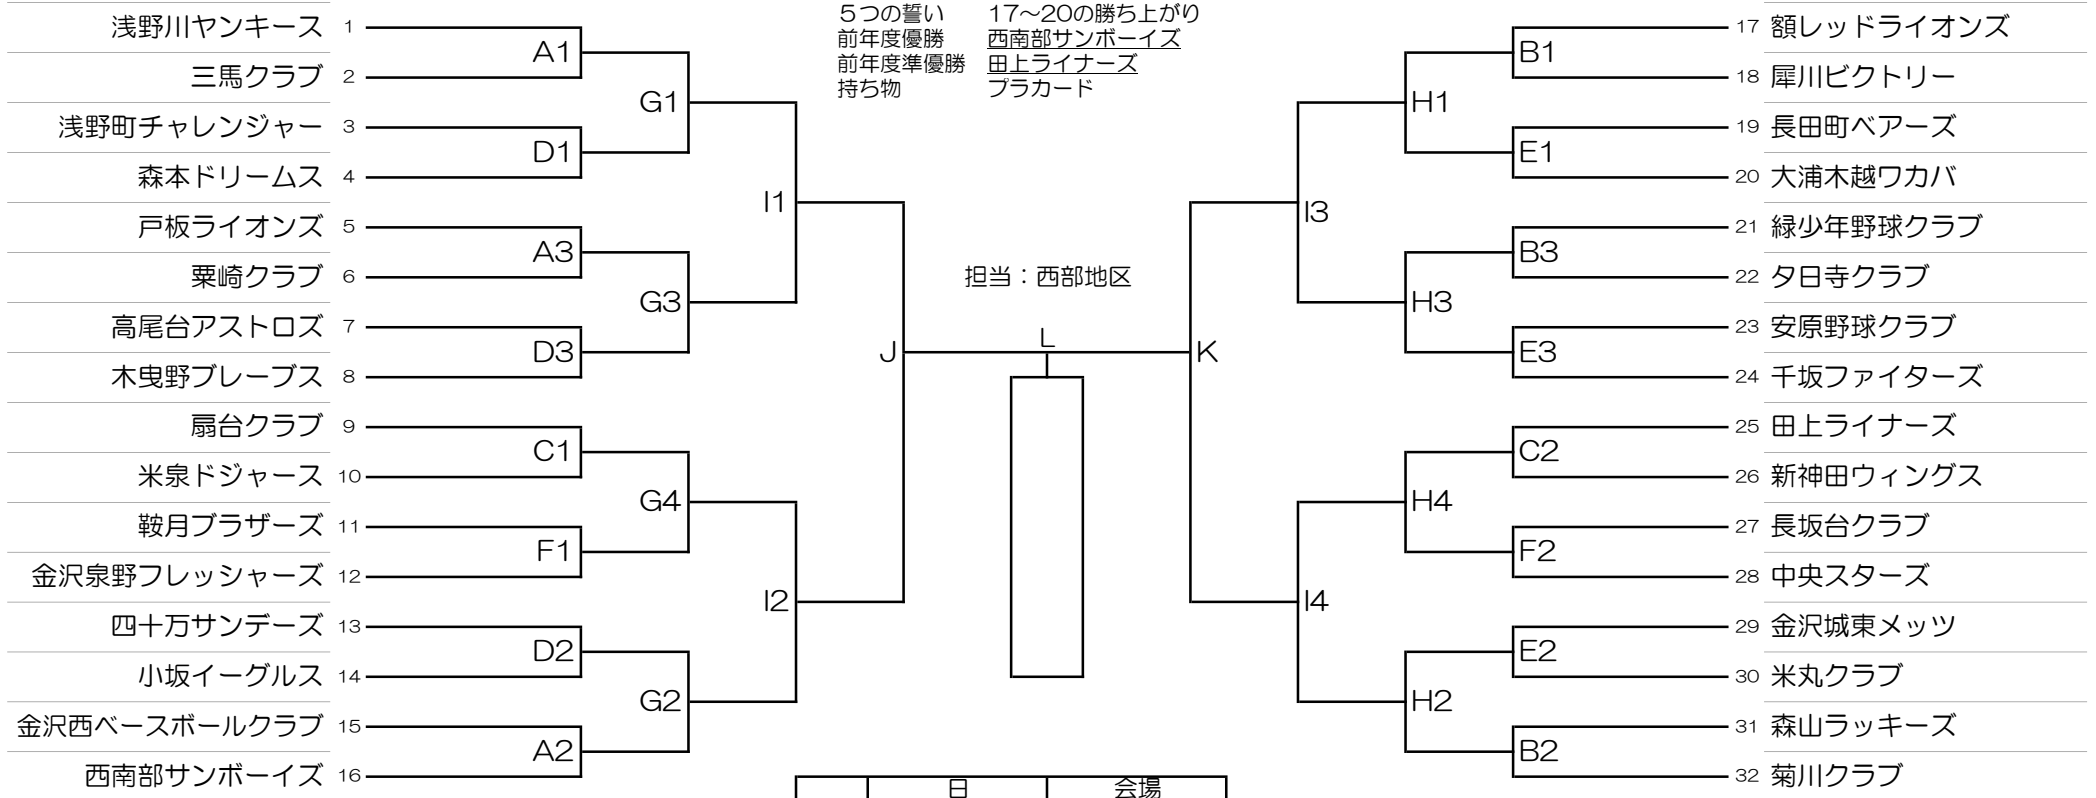 ５つの誓い　17～20の勝ち上がり
前年度優勝　西南部サンボーイズ
前年度準優勝　田上ライナーズ
持ち物　プラカード
浅野川ヤンキース 1
A1
三馬クラブ 2
G1
浅野町チャレンジャー 3
D1
森本ドリームス 4
I1
戸板ライオンズ 5
A3
粟崎クラブ 6
G3
高尾台アストロズ 7
D3
木曳野ブレーブス 8
J
扇台クラブ 9
C1
米泉ドジャース 10
G4
鞍月ブラザーズ 11
F1
金沢泉野フレッシャーズ 12
I2
四十万サンデーズ 13
D2
小坂イーグルス 14
G2
金沢西ベースボールクラブ 15
A2
西南部サンボーイズ 16
担当：西部地区
L
17 額レッドライオンズ
B1
18 犀川ビクトリー
H1
19 長田町ベアーズ
E1
20 大浦木越ワカバ
I3
21 緑少年野球クラブ
B3
22 夕日寺クラブ
H3
23 安原野球クラブ
E3
24 千坂ファイターズ
K
25 田上ライナーズ
C2
26 新神田ウィングス
H4
27 長坂台クラブ
F2
28 中央スターズ
I4
29 金沢城東メッツ
E2
30 米丸クラブ
H2
31 森山ラッキーズ
B2
32 菊川クラブ
日　会場